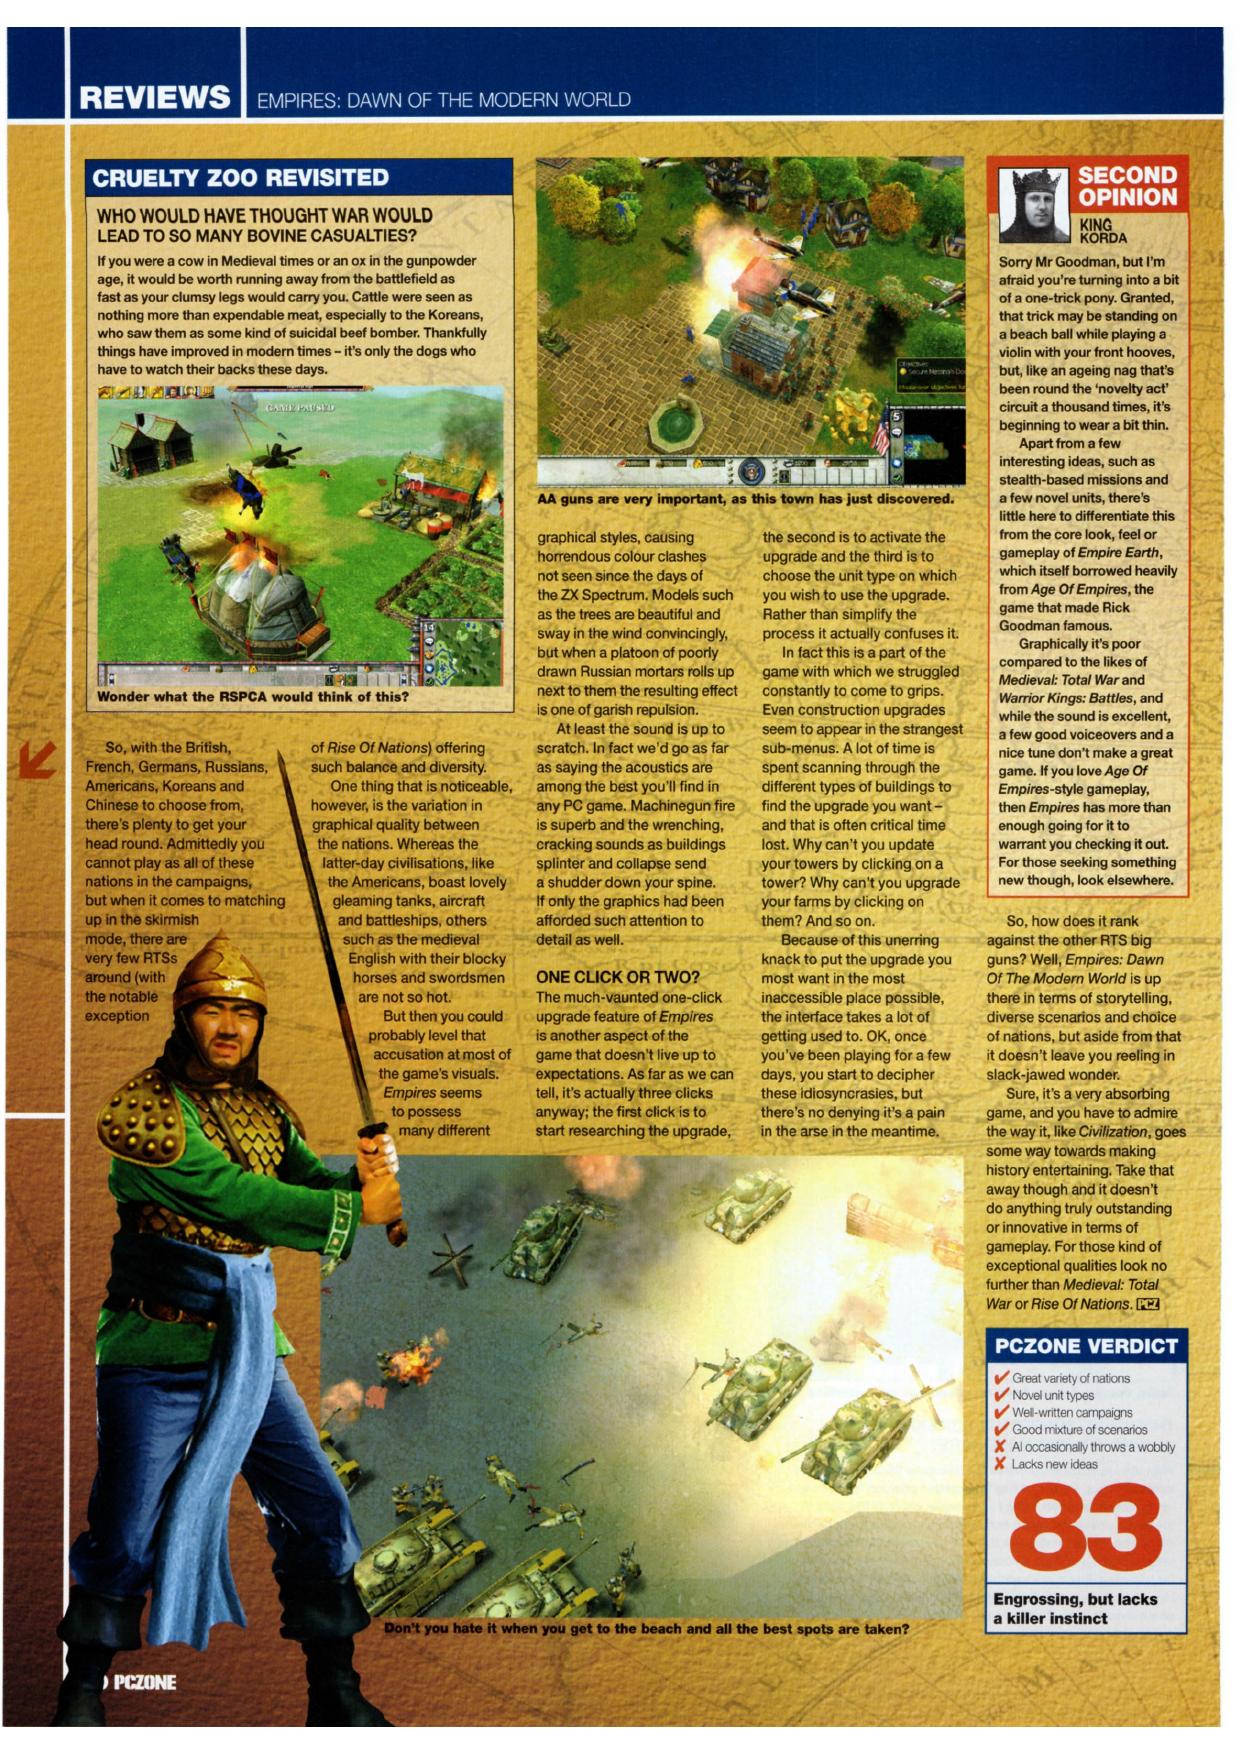 REVIEWS
EMPIRES: DAWN OF THE MODERN WORLD
CRUELTY ZOO REVISITED
WHO WOULD HAVE THOUGHT WAR WOULD
LEAD TO SO MANY BOVINE CASUALTIES?
If you were a cow in Medieval times or an ox in the gunpowder
age, it would be worth running away from the battlefield as
fast as your clumsy legs would carry you. Cattle were seen as
nothing more than expendable meat, especially to the Koreans,
who saw them as some kind of suicidal beef bomber. Thankfully
things have improved in modern times – it's only the dogs who
have to watch their backs these days.
GAME PAUSED
14
Wonder what the RSPCA would think of this?
So, with the British,
French, Germans, Russians,
Americans, Koreans and
Chinese to choose from,
there's plenty to get your
head round. Admittedly you
cannot play as all of these
nations in the campaigns,
but when it comes to matching
up in the skirmish
mode, there are
very few RTSs
around (with
the notable
exception
of Rise Of Nations) offering
such balance and diversity.
One thing that is noticeable,
however, is the variation in
graphical quality between
the nations. Whereas the
latter-day civilisations, like
the Americans, boast lovely
gleaming tanks, aircraft
and battleships, others
such as the medieval
English with their blocky
horses and swordsmen
are not so hot.
But then you could
probably level that
accusation at most of
the game's visuals.
Empires seems
to possess
many different
Objectives
5
AA guns are very important, as this town has just discovered.
graphical styles, causing
horrendous colour clashes
not seen since the days of
the ZX Spectrum. Models such
as the trees are beautiful and
sway in the wind convincingly,
but when a platoon of poorly
drawn Russian mortars rolls up
next to them the resulting effect
is one of garish repulsion.
At least the sound is up to
scratch. In fact we'd go as far
as saying the acoustics are
among the best you'll find in
any PC game. Machinegun fire
is superb and the wrenching,
cracking sounds as buildings
splinter and collapse send
a shudder down your spine.
If only the graphics had been
afforded such attention to
detail as well.
ONE CLICK OR TWO?
The much-vaunted one-click
upgrade feature of Empires
is another aspect of the
game that doesn't live up to
expectations. As far as we can
tell, it's actually three clicks
anyway; the first click is to
start researching the upgrade,
the second is to activate the
upgrade and the third is to
choose the unit type on which
you wish to use the upgrade.
Rather than simplify the
process it actually confuses it.
In fact this is a part of the
game with which we struggled
constantly to come to grips.
Even construction upgrades
seem to appear in the strangest
sub-menus. A lot of time is
spent scanning through the
different types of buildings to
find the upgrade you want –
and that is often critical time
lost. Why can't you update
your towers by clicking on a
tower? Why can't you upgrade
your farms by clicking on
them? And so on.
Because of this unerring
knack to put the upgrade you
most want in the most
inaccessible place possible,
the interface takes a lot of
getting used to. OK, once
you've been playing for a few
days, you start to decipher
these idiosyncrasies, but
there's no denying it's a pain
in the arse in the meantime.
SECOND
OPINION
KING
KORDA
Sorry Mr Goodman, but I'm
afraid you're turning into a bit
of a one-trick pony. Granted,
that trick may be standing on
a beach ball while playing a
violin with your front hooves,
but, like an ageing nag that's
been round the 'novelty act'
circuit a thousand times, it's
beginning to wear a bit thin.
Apart from a few
interesting ideas, such as
stealth-based missions and
a few novel units, there's
little here to differentiate this
from the core look, feel or
gameplay of Empire Earth,
which itself borrowed heavily
from Age Of Empires, the
game that made Rick
Goodman famous.
Graphically it's poor
compared to the likes of
Medieval: Total War and
Warrior Kings: Battles, and
while the sound is excellent,
a few good voiceovers and a
nice tune don't make a great
game. If you love Age Of
Empires-style gameplay,
then Empires has more than
enough going for it to
warrant you checking it out.
For those seeking something
new though, look elsewhere.
So, how does it rank
against the other RTS big
guns? Well, Empires: Dawn
Of The Modern World is up
there in terms of storytelling,
diverse scenarios and choice
of nations, but aside from that
it doesn't leave you reeling in
slack-jawed wonder.
Sure, it's a very absorbing
game, and you have to admire
the way it, like Civilization, goes
some way towards making
history entertaining. Take that
away though and it doesn't
do anything truly outstanding
or innovative in terms of
gameplay. For those kind of
exceptional qualities look no
further than Medieval: Total
War or Rise Of Nations. PCZ
PCZONE VERDICT
✔ Great variety of nations
✔ Novel unit types
✔ Well-written campaigns
✔ Good mixture of scenarios
✘ AI occasionally throws a wobbly
✘ Lacks new ideas
83
Engrossing, but lacks
a killer instinct
Don't you hate it when you get to the beach and all the best spots are taken?
PCZONE